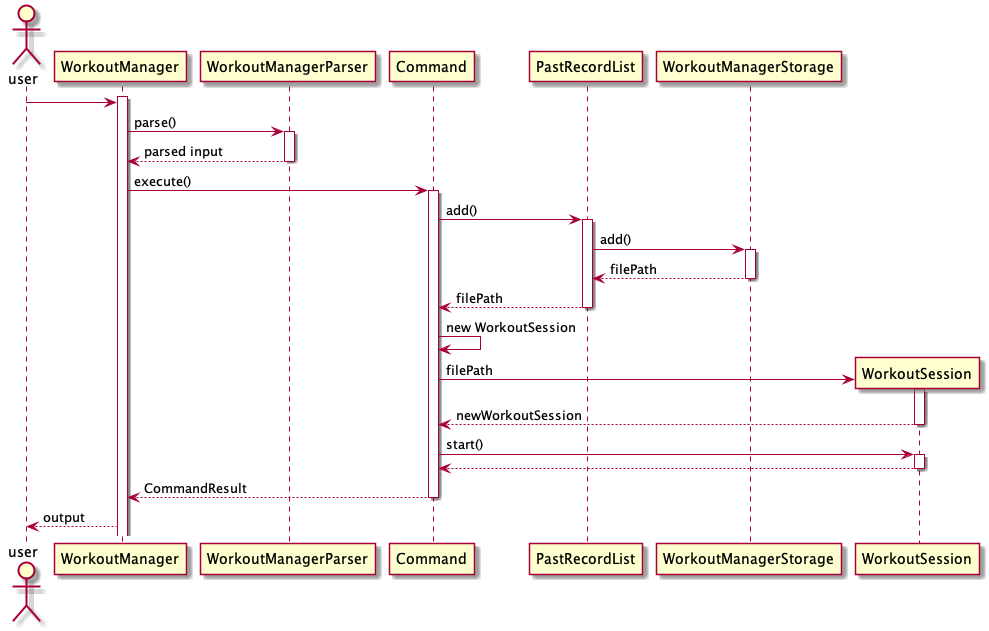 user
WorkoutManager
WorkoutManagerParser
Command
PastRecordList
WorkoutManagerStorage
parse()
parsed input
execute()
add()
add()
filePath
filePath
new WorkoutSession
filePath
WorkoutSession
newWorkoutSession
start()
CommandResult
output
user
WorkoutManager
WorkoutManagerParser
Command
PastRecordList
WorkoutManagerStorage
WorkoutSession